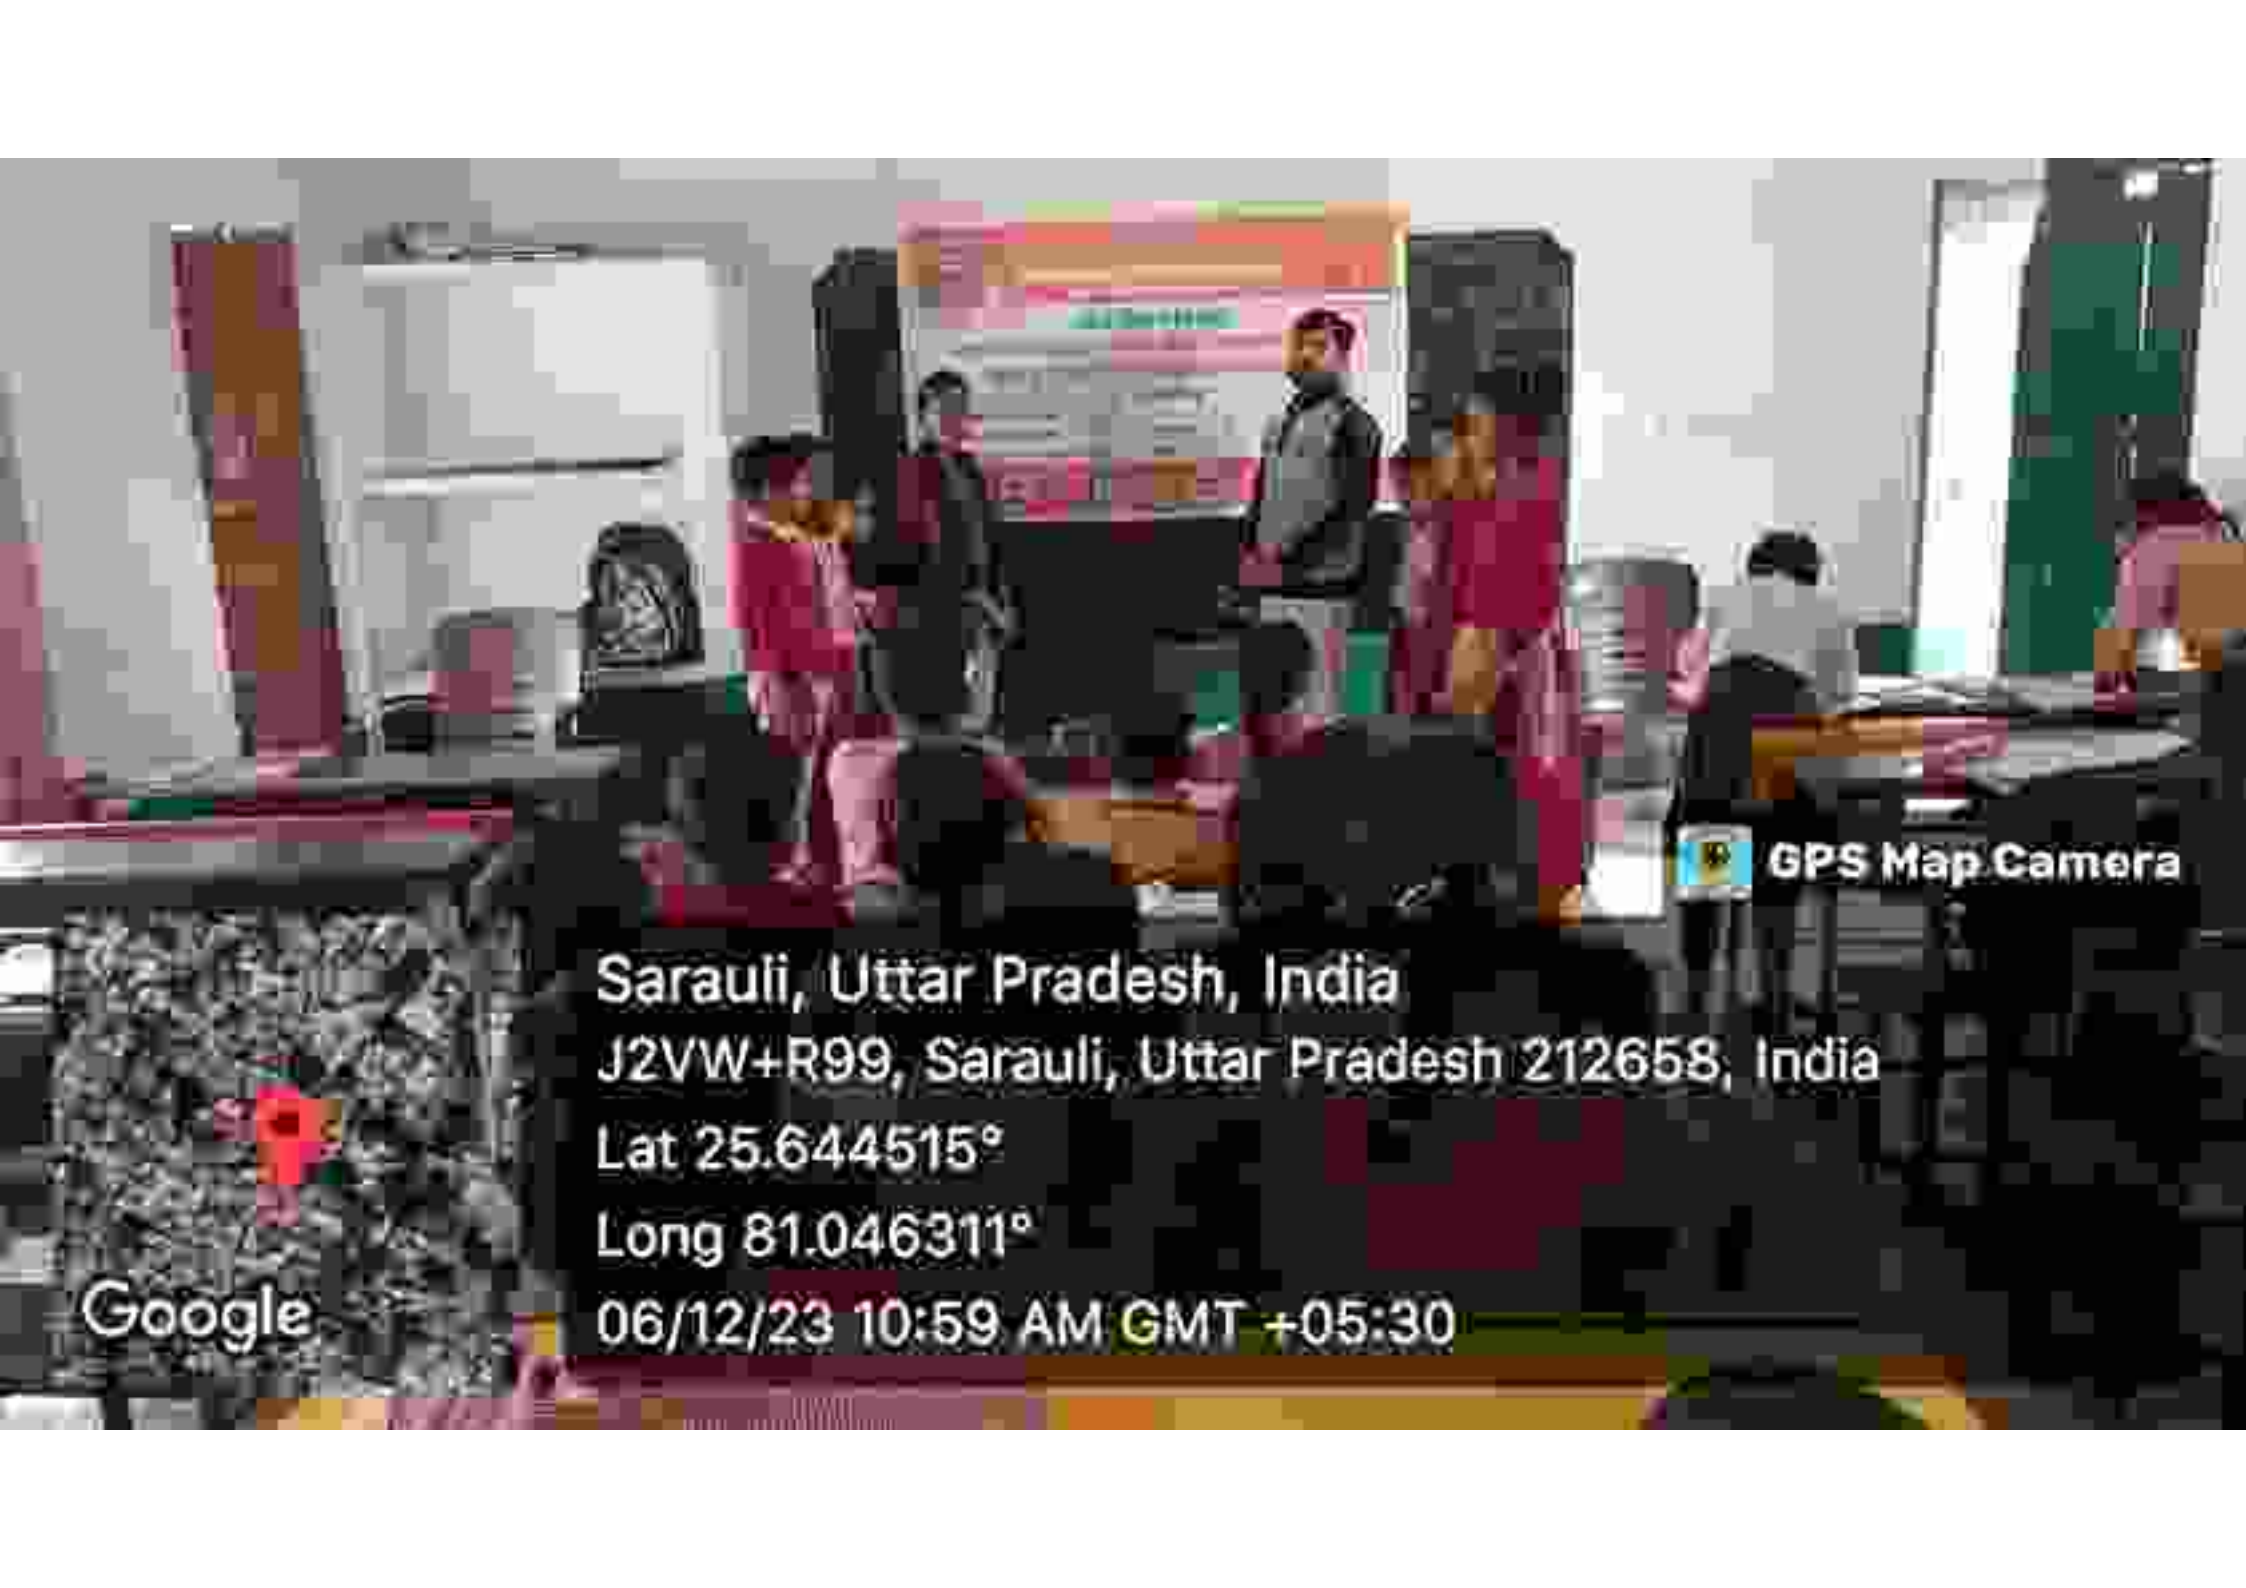 GPS Map Camera
Sarauli, Uttar Pradesh, India
J2VW+R99, Sarauli, Uttar Pradesh 212658, India
Lat 25.644515°
Long 81.046311°
06/12/23 10:59 AM GMT +05:30
Google